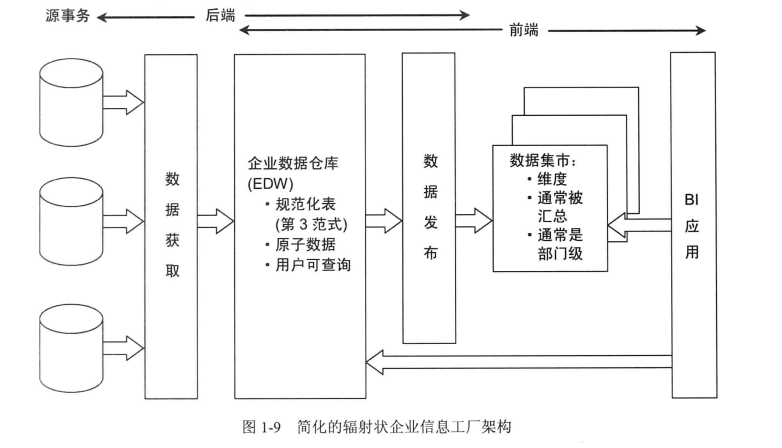 源事务
后端
前端
数据获取
企业数据仓库
(EDW)
• 规范化表
(第 3 范式)
• 原子数据
• 用户可查询
数据发布
数据集市：
• 维度
• 通常被
汇总
• 通常是
部门级
BI
应用
图 1-9 简化的辐射状企业信息工厂架构